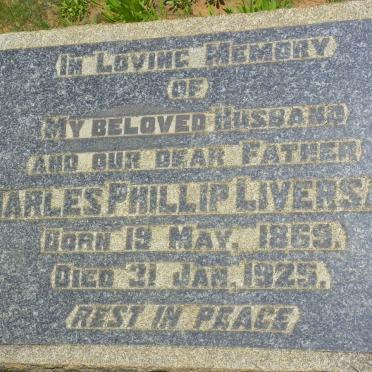 IN LOVING MEMORY
OF
MY BELOVED HUSBAND
AND OUR DEAR FATHER
HARLES PHILLIP LIVERS
BORN 19 MAY, 1869.
DIED 31 JAN, 1925.
REST IN PEACE